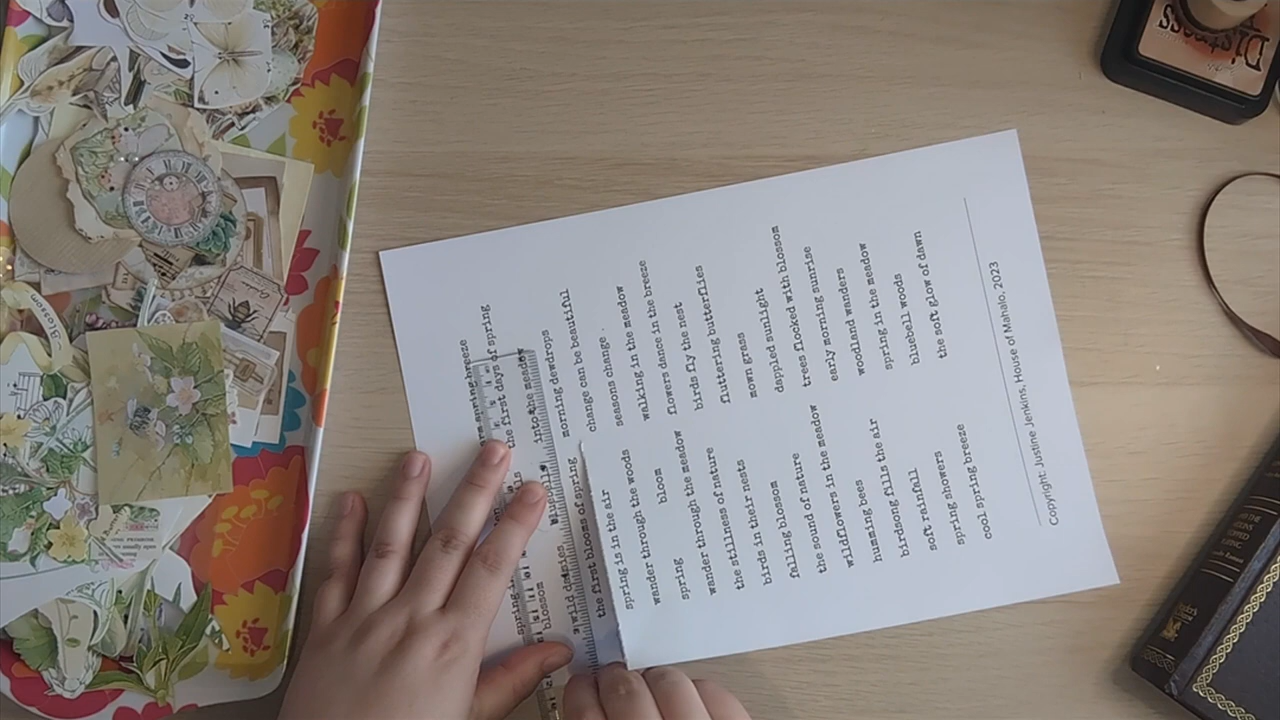 spring breeze
the first days of spring
into the meadow
morning dewdrops
change can be beautiful
seasons change
walking in the meadow
flowers dance in the breeze
birds fly the nest
fluttering butterflies
mown grass
dappled sunlight
trees flocked with blossom
early morning sunrise
woodland wanders
spring in the meadow
bluebell woods
the soft glow of dawn
blossom
wild daisies
the first blooms of spring
spring is in the air
wander through the woods
spring bloom
wander through the meadow
the stillness of nature
birds in their nests
falling blossom
the sound of nature
wildflowers in the meadow
humming bees
birdsong fills the air
soft rainfall
spring showers
cool spring breeze
Copyright: Justine Jenkins, House of Mahalo, 2023
Distress
Blossom